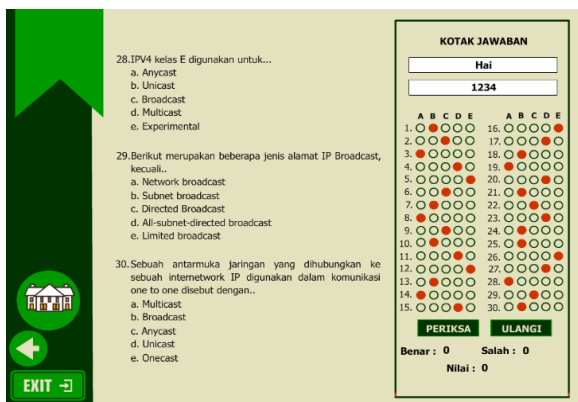 28.IPV4 kelas E digunakan untuk...
a. Anycast
b. Unicast
c. Broadcast
d. Multicast
e. Experimental
29.Berikut merupakan beberapa jenis alamat IP Broadcast,
kecuali..
a. Network broadcast
b. Subnet broadcast
c. Directed Broadcast
d. All-subnet-directed broadcast
e. Limited broadcast
30.Sebuah antarmuka jaringan yang dihubungkan ke
sebuah internetwork IP digunakan dalam komunikasi
one to one disebut dengan..
a. Multicast
b. Broadcast
c. Anycast
d. Unicast
e. Onecast
EXIT
KOTAK JAWABAN
Hai
1234
A B C D E A B C D E
1. 16.
2. 17.
3. 18.
4. 19.
5. 20.
6. 21.
7. 22.
8. 23.
9. 24.
10. 25.
11. 26.
12. 27.
13. 28.
14. 29.
15. 30.
PERIKSA ULANGI
Benar : 0 Salah : 0
Nilai : 0